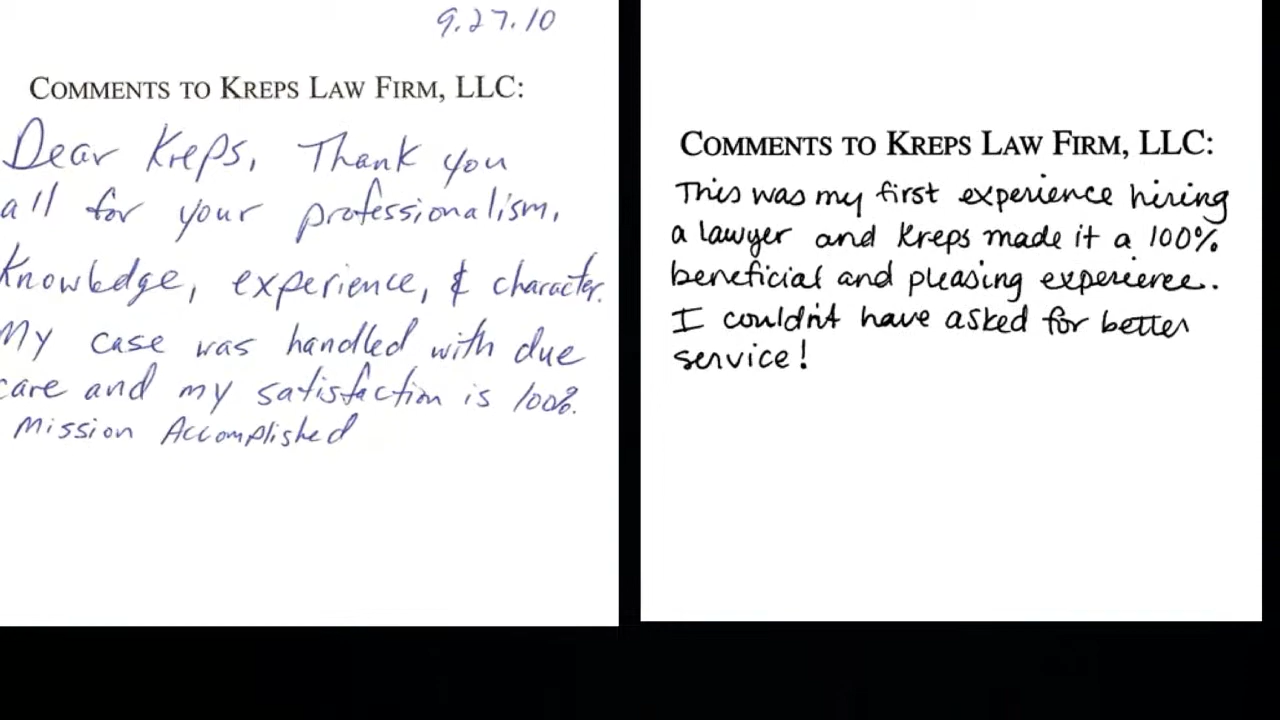 9.27.10
COMMENTS TO KREPS LAW FIRM, LLC:
Dear Kreps, Thank you
all for your professionalism,
Knowledge, experience, & character.
My case was handled with due
care and my satisfaction is 100%.
Mission Accomplished
COMMENTS TO KREPS LAW FIRM, LLC:
This was my first experience hiring
a lawyer and Kreps made it a 100%
beneficial and pleasing experience.
I couldn't have asked for better
service!